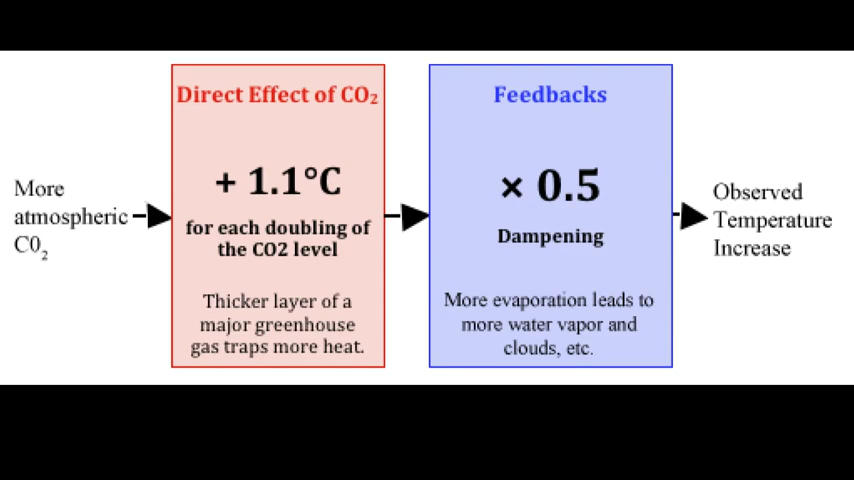 More
atmospheric
C0₂
Direct Effect of CO₂
+ 1.1°C
for each doubling of
the CO2 level
Thicker layer of a
major greenhouse
gas traps more heat.
Feedbacks
× 0.5
Dampening
More evaporation leads to
more water vapor and
clouds, etc.
Observed
Temperature
Increase